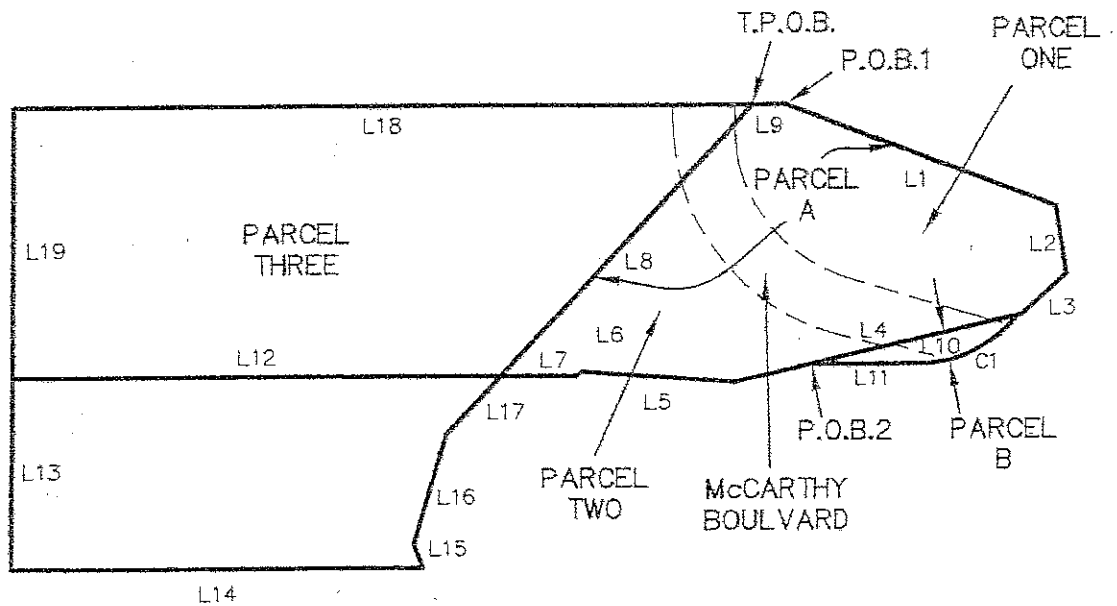 T.P.O.B.
PARCEL
ONE
P.O.B.1
L18
L9
PARCEL
A
L1
L19
PARCEL
THREE
L8
L2
L3
L6
L4
L10
L12
L7
L11
C1
L5
L17
P.O.B.2
PARCEL
B
L13
L16
PARCEL
TWO
McCARTHY
BOULVARD
L15
L14